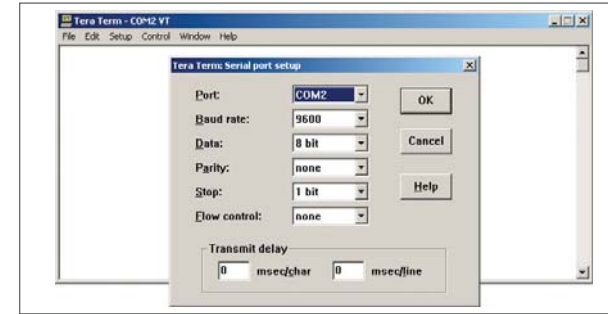 Tera Term - COM2 VT
File Edit Setup Control Window Help
Tera Term: Serial port setup
Port: COM2 OK
Baud rate: 9600
Data: 8 bit Cancel
Parity: none
Stop: 1 bit Help
Flow control: none
Transmit delay
0 msec/char 0 msec/line